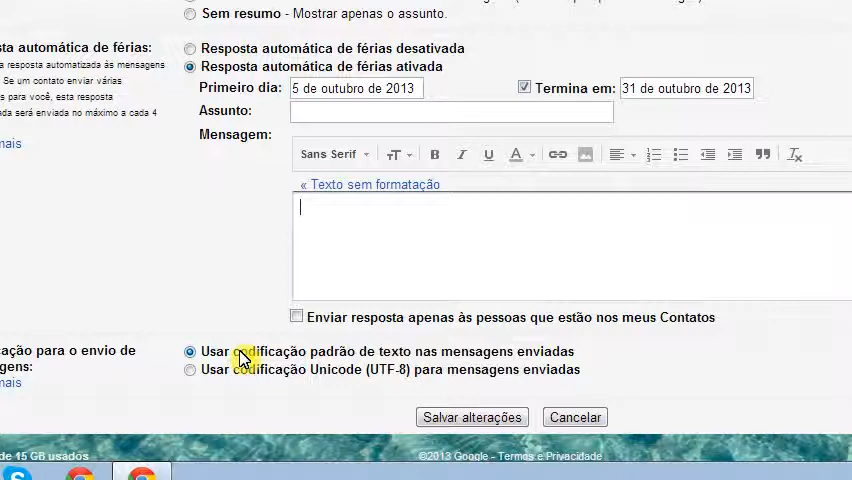 Sem resumo - Mostrar apenas o assunto.
sta automática de férias:
Resposta automática de férias desativada
a resposta automatizada às mensagens
Resposta automática de férias ativada
Se um contato enviar várias
Primeiro dia: 5 de outubro de 2013 Termina em: 31 de outubro de 2013
s para você, esta resposta
ada será enviada no máximo a cada 4
Assunto:
Mensagem:
mais
Sans Serif TT B I U A
« Texto sem formatação
Enviar resposta apenas às pessoas que estão nos meus Contatos
cação para o envio de
Usar codificação padrão de texto nas mensagens enviadas
gens:
Usar codificação Unicode (UTF-8) para mensagens enviadas
mais
Salvar alterações Cancelar
de 15 GB usados
©2013 Google - Termos e Privacidade